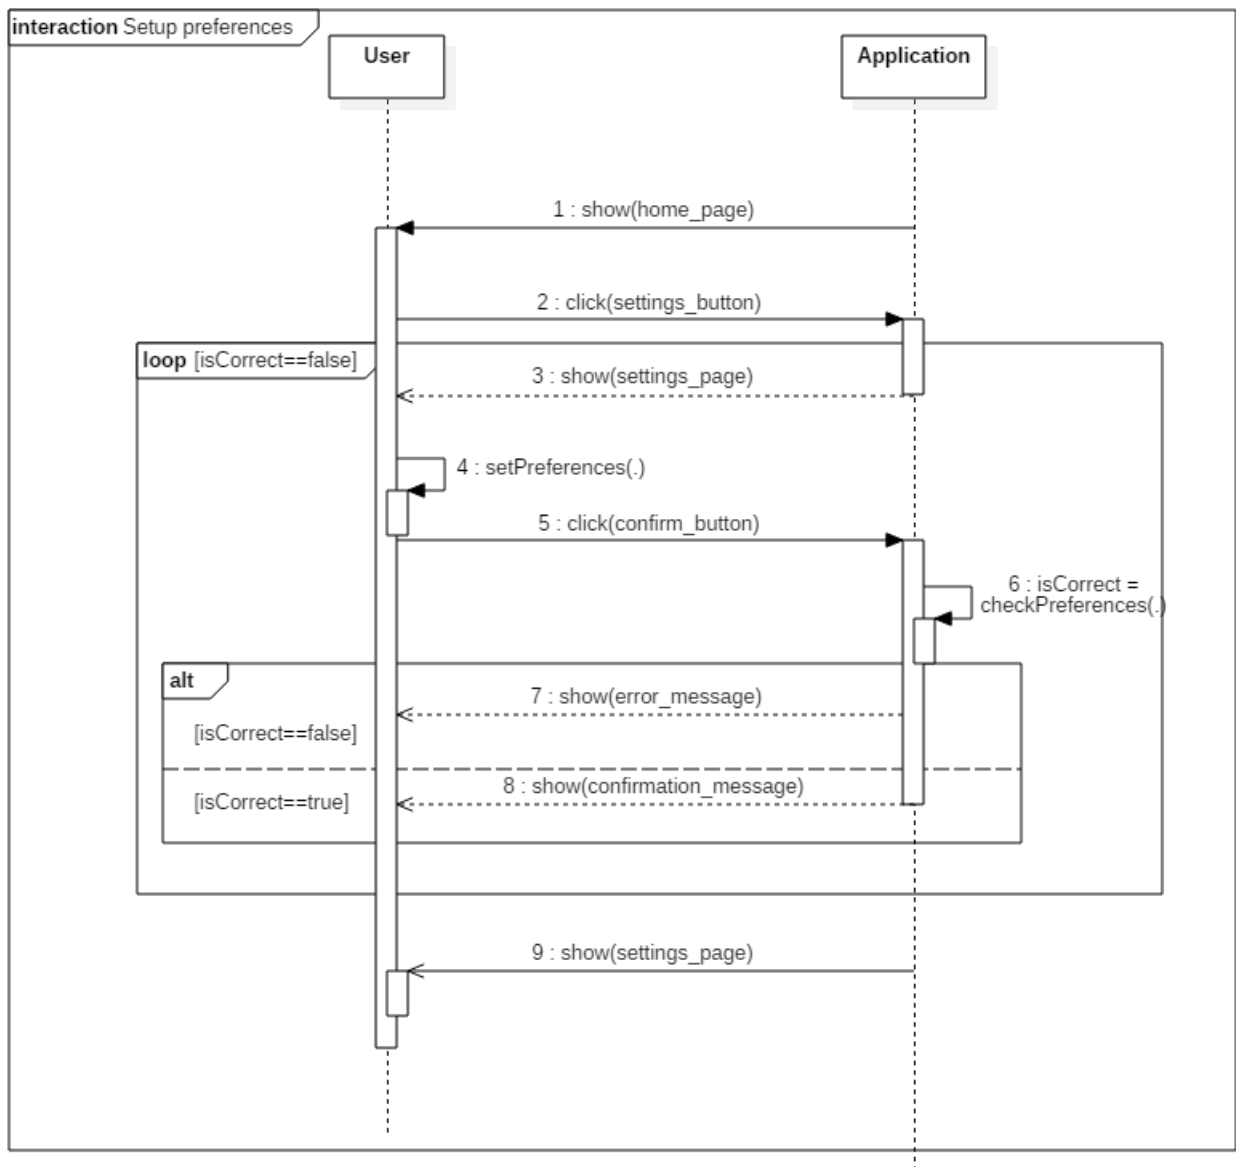 interaction Setup preferences
User
Application
1 : show(home_page)
2 : click(settings_button)
loop [isCorrect==false]
3 : show(settings_page)
4 : setPreferences(.)
5 : click(confirm_button)
6 : isCorrect =
checkPreferences(.)
alt
7 : show(error_message)
[isCorrect==false]
8 : show(confirmation_message)
[isCorrect==true]
9 : show(settings_page)